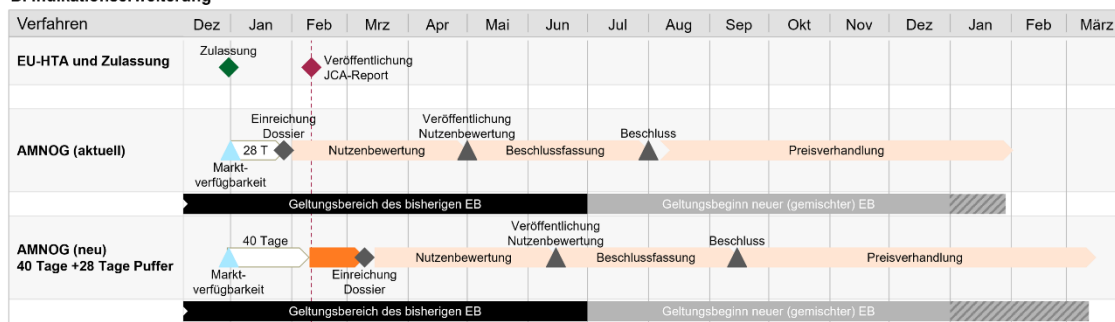 B. Indikationserweiterung
Verfahren Dez Jan Feb Mrz Apr Mai Jun Jul Aug Sep Okt Nov Dez Jan Feb März
EU-HTA und Zulassung
Zulassung
Veröffentlichung
JCA-Report
AMNOG (aktuell)
Einreichung
Dossier
Veröffentlichung
Nutzenbewertung
Beschluss
28 T
Nutzenbewertung
Beschlussfassung
Preisverhandlung
Markt-
verfügbarkeit
Geltungsbereich des bisherigen EB
Geltungsbeginn neuer (gemischter) EB
AMNOG (neu)
40 Tage +28 Tage Puffer
40 Tage
Veröffentlichung
Nutzenbewertung
Beschluss
Nutzenbewertung
Beschlussfassung
Preisverhandlung
Markt-
verfügbarkeit
Einreichung
Dossier
Geltungsbereich des bisherigen EB
Geltungsbeginn neuer (gemischter) EB